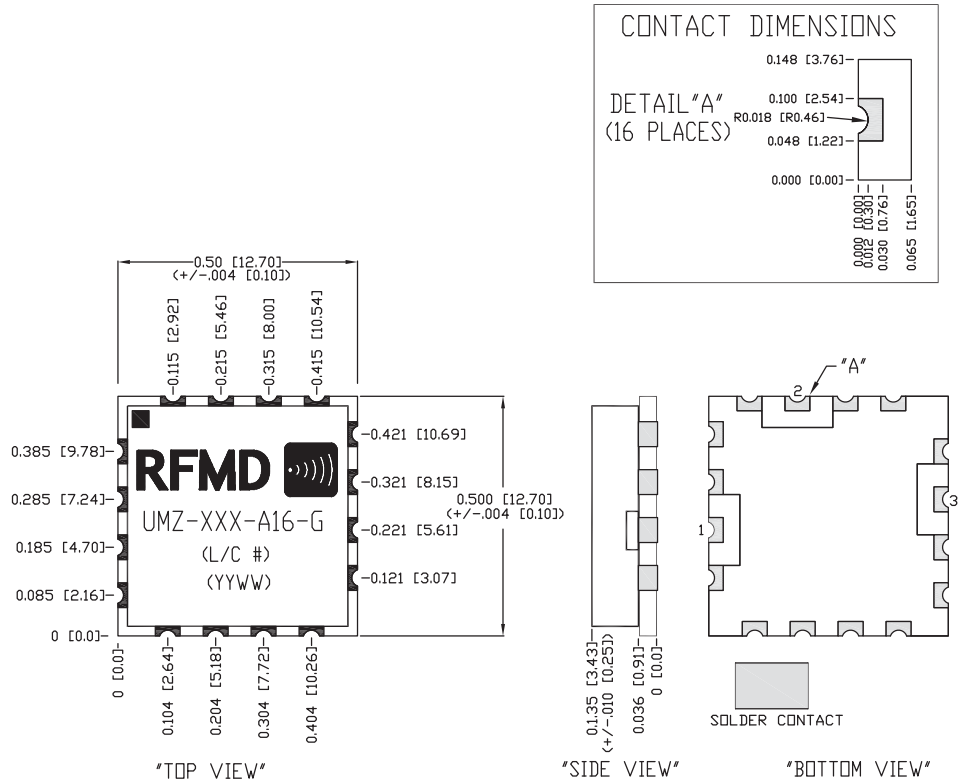 CONTACT DIMENSIONS
0.148 [3.76]
DETAIL"A"
(16 PLACES)
0.100 [2.54]
R0.018 [R0.46]
0.048 [1.22]
0.000 [0.00]
0.000 [0.00]
0.012 [0.30]
0.030 [0.76]
0.065 [1.65]
0.50 [12.70]
(+/-.004 [0.10])
0.115 [2.92]
0.215 [5.46]
0.315 [8.00]
0.415 [10.54]
0.385 [9.78]
0.285 [7.24]
0.185 [4.70]
0.085 [2.16]
0 [0.0]
RFMD
UMZ-XXX-A16-G
(L/C #)
(YYWW)
0.421 [10.69]
0.321 [8.15]
0.221 [5.61]
0.121 [3.07]
0.500 [12.70]
(+/-.004 [0.10])
0 [0.0]
0.104 [2.64]
0.204 [5.18]
0.304 [7.72]
0.404 [10.26]
"TOP VIEW"
0.135 [3.43]
(+/-.010 [0.25])
0.036 [0.91]
0 [0.0]
"SIDE VIEW"
"A"
2
1
3
SOLDER CONTACT
"BOTTOM VIEW"